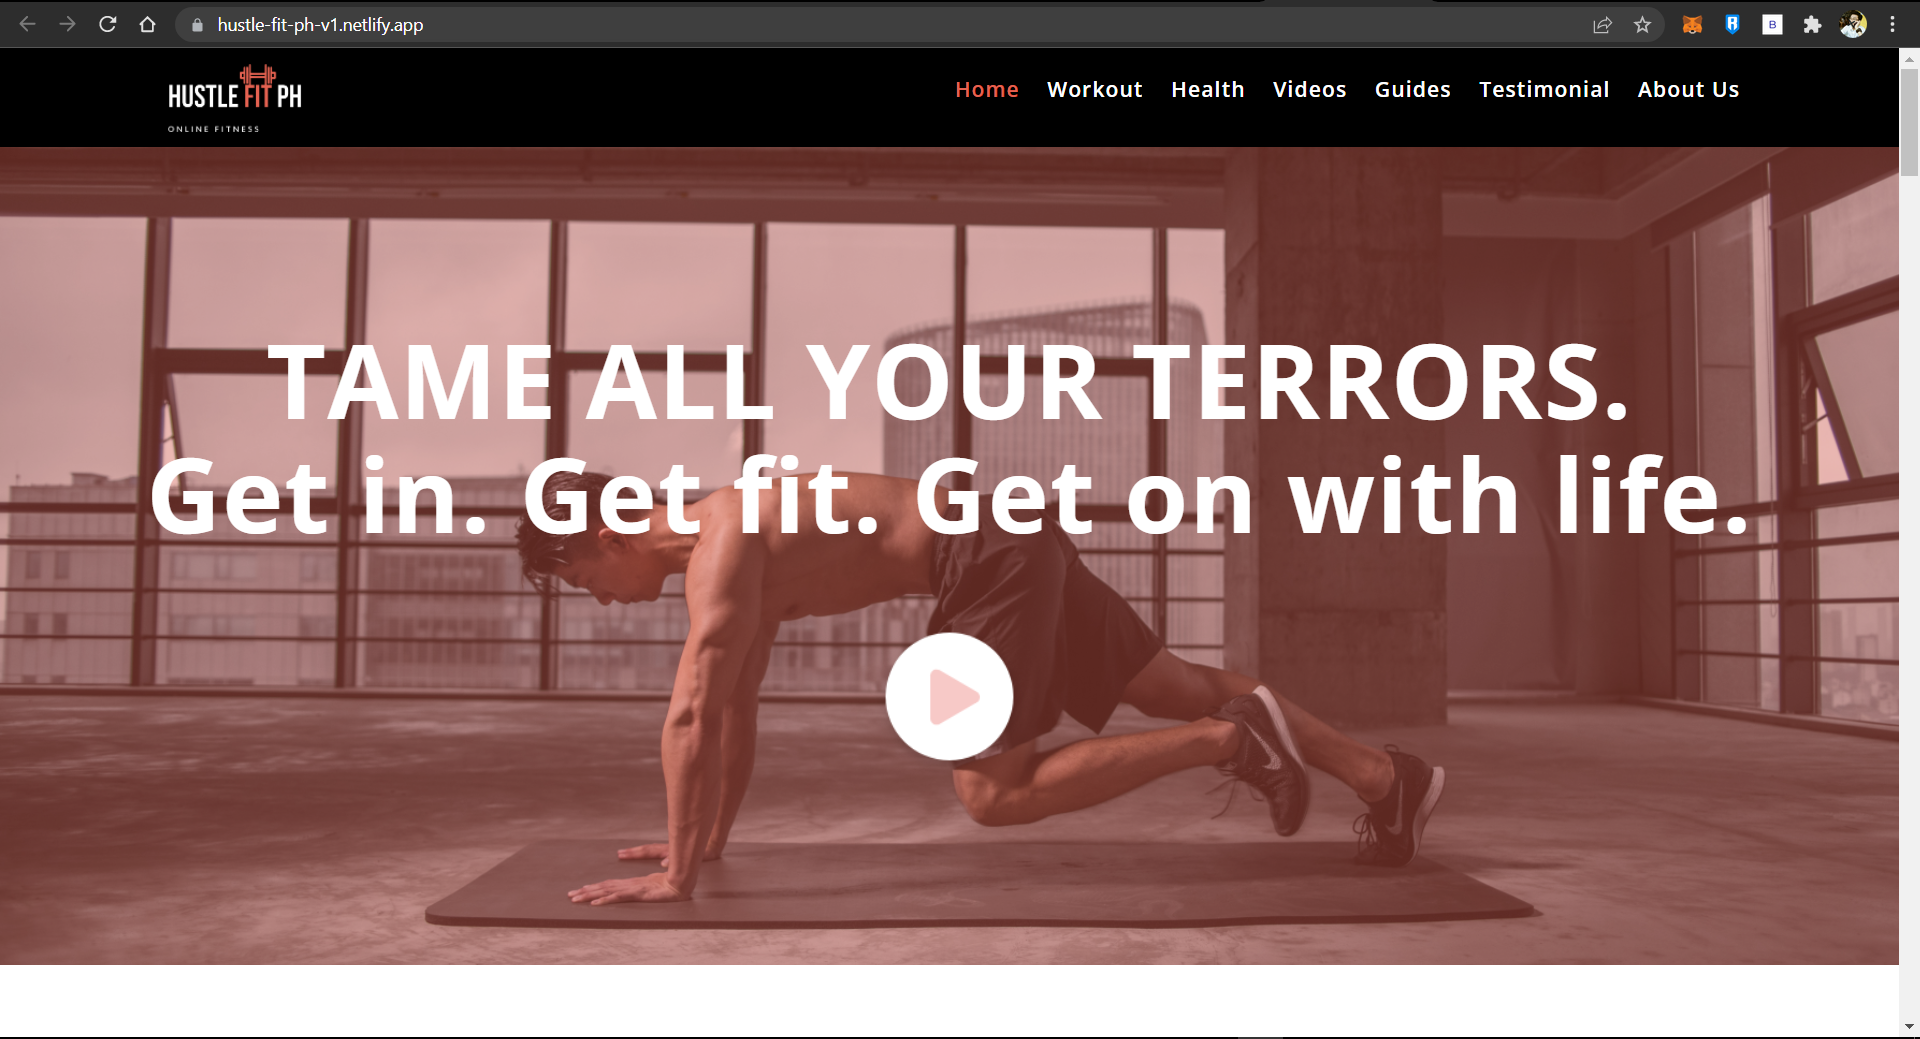 hustle-fit-ph-v1.netlify.app
B
HUSTLE FIT PH
ONLINE FITNESS
Home Workout Health Videos Guides Testimonial About Us
TAME ALL YOUR TERRORS.
Get in. Get fit. Get on with life.